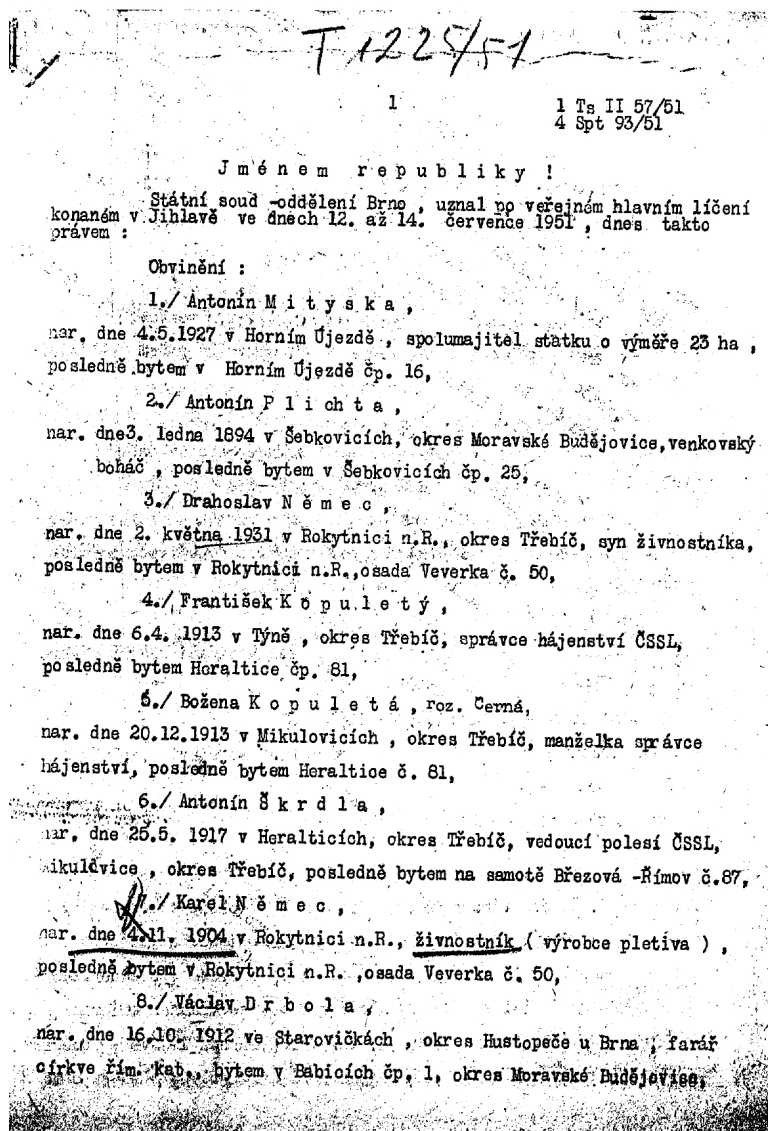 T 1225/51
1
1 Ts II 57/51
4 Spt 93/51
J m é n e m  r e p u b l i k y !
Státní soud -oddělení Brno , uznal po veřejném hlavním líčení
konaném v Jihlavě ve dnech 12. až 14. července 1951 , dnes takto
právem :
Obvinění :
1./ Antonín M i t y s k a ,
nar. dne 4.5.1927 v Horním Újezdě , spolumajitel statku o výměře 23 ha ,
posledně bytem v Horním Újezdě čp. 16,
2./ Antonín P l i c h t a ,
nar. dne3. ledna 1894 v Šebkovicích, okres Moravské Budějovice,venkovský
boháč , posledně bytem v Šebkovicích čp. 25,
3./ Drahoslav N ě m e c ,
nar. dne 2. května 1931 v Rokytnici n.R., okres Třebíč, syn živnostníka,
posledně bytem v Rokytnici n.R.,osada Veverka č. 50,
4./ František K o p u l e t ý ,
nar. dne 6.4. 1913 v Týně , okres Třebíč, správce hájenství ČSSL,
posledně bytem Heraltice čp. 81,
5./ Božena K o p u l e t á , roz. Černá,
nar. dne 20.12.1913 v Mikulovicích , okres Třebíč, manželka správce
hájenství, posledně bytem Heraltice č. 81,
6./ Antonín Š k r d l a ,
nar. dne 25.5. 1917 v Heralticích, okres Třebíč, vedoucí polesí ČSSL,
Mikulovice , okres Třebíč, posledně bytem na samotě Březová -Římov č.87,
7./ Karel N ě m e c ,
nar. dne 4.11. 1904 v Rokytnici n.R., živnostník ( výrobce pletiva ) ,
posledně bytem v Rokytnici n.R. ,osada Veverka č. 50,
8./ Václav D r b o l a ,
nar. dne 16.10. 1912 ve Starovičkách , okres Hustopeče u Brna , farář
církve řím. kat., bytem v Babicích čp. 1, okres Moravské Budějovice,